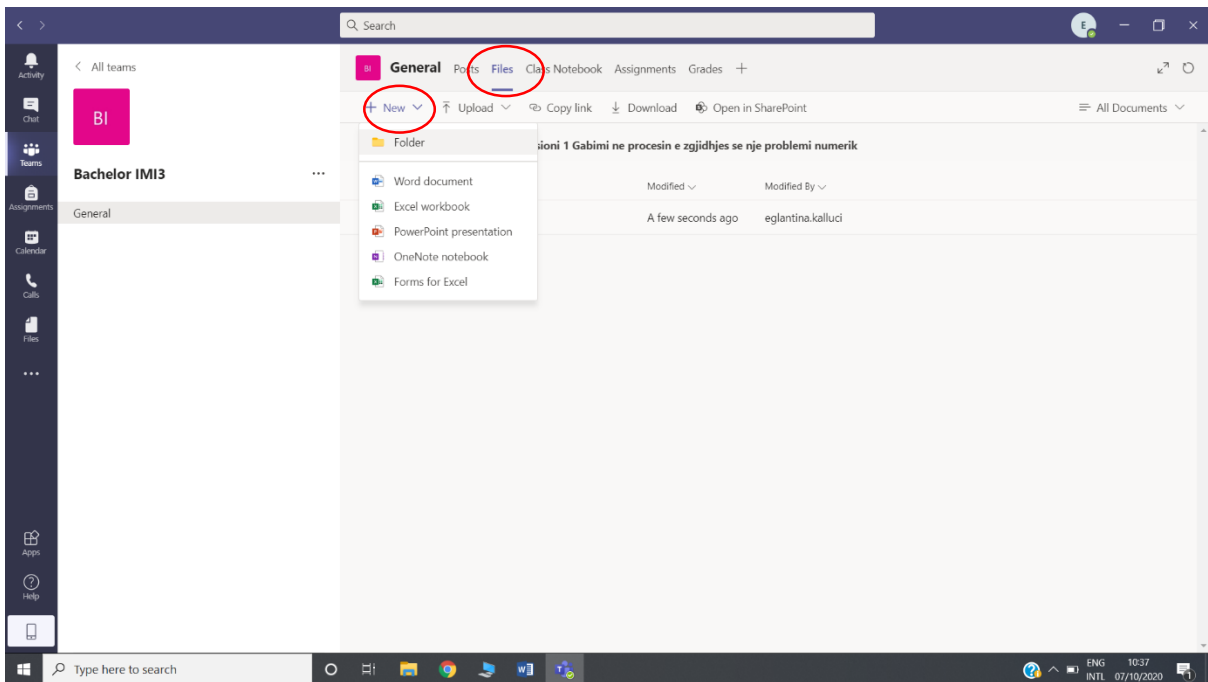 Search
E
Activity
Chat
Teams
Assignments
Calendar
Calls
Files
Apps
Help
All teams
BI
Bachelor IMI3
General
BI General Posts Files Class Notebook Assignments Grades
New Upload Copy link Download Open in SharePoint All Documents
Folder
Word document
Excel workbook
PowerPoint presentation
OneNote notebook
Forms for Excel
sioni 1 Gabimi ne procesin e zgjidhjes se nje problemi numerik
Modified Modified By
A few seconds ago eglantina.kalluci
Type here to search
ENG
INTL
10:37
07/10/2020